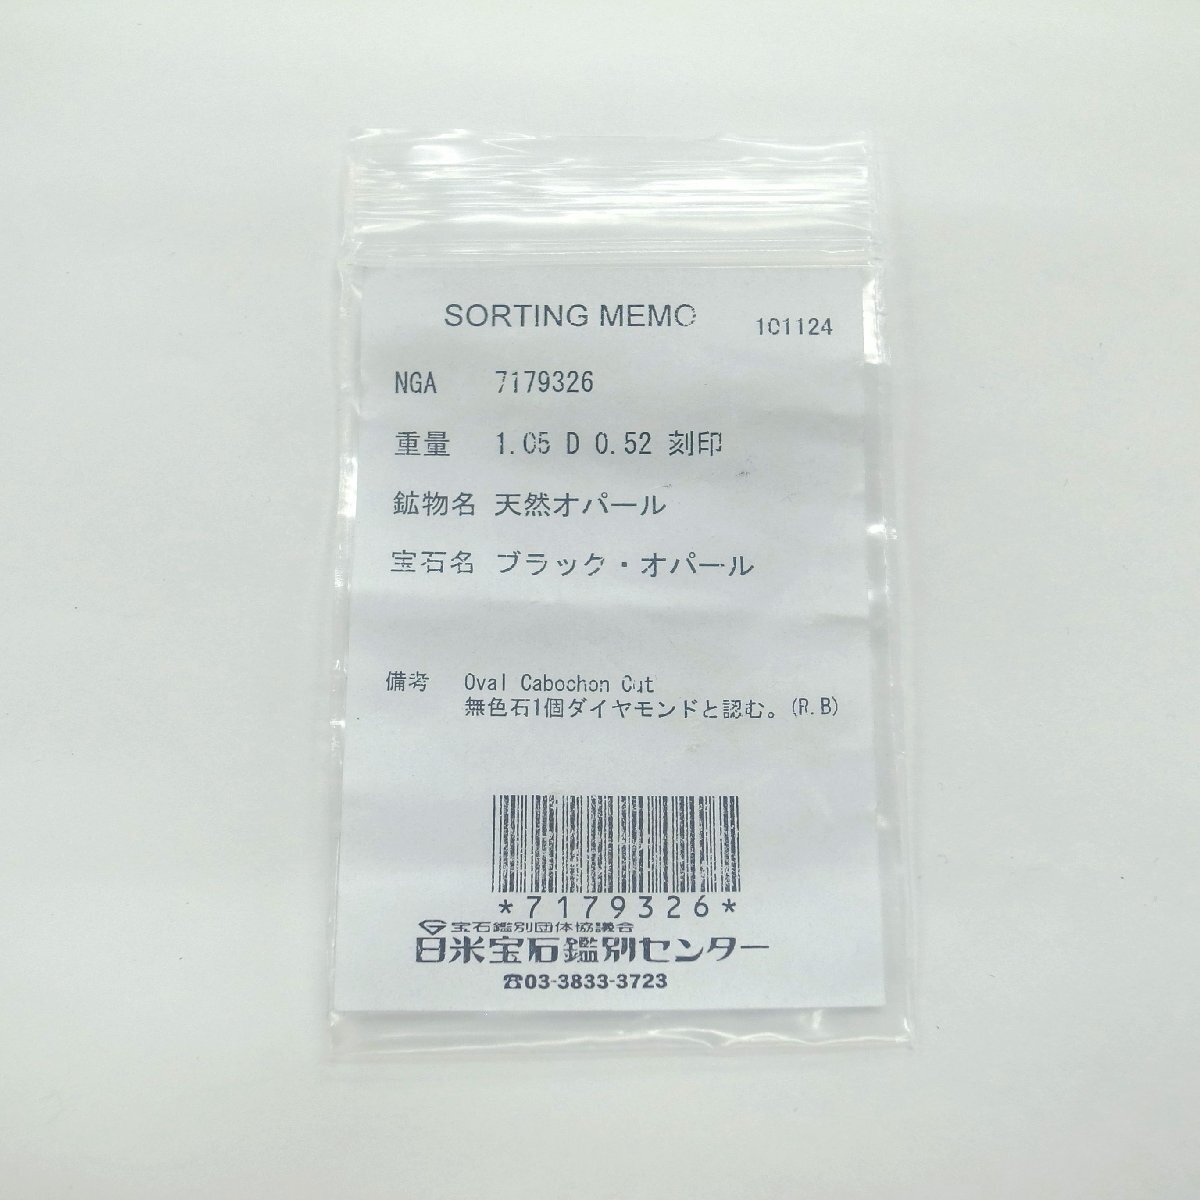 SORTING MEMO 101124
NGA 7179326
重量 1.05 D 0.52 刻印
鉱物名 天然オパール
宝石名 ブラック・オパール
備考 Oval Cabochon Cut
無色石1個ダイヤモンドと認む。(R.B)
*7179326*
宝石鑑別団体協議会
日米宝石鑑別センター
☎03-3833-3723